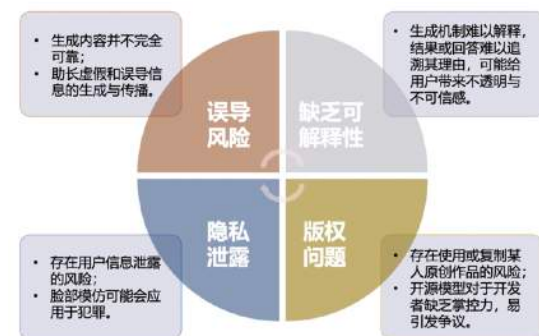 • 生成内容并不完全
可靠；
• 助长虚假和误导信
息的生成与传播。
• 生成机制难以解释，
结果或回答难以追
溯其理由，可能给
用户带来不透明与
不可信感。
误导
风险
缺乏可
解释性
隐私
泄露
版权
问题
• 存在用户信息泄露
的风险；
• 脸部模仿可能会应
用于犯罪。
• 存在使用或复制某
人原创作品的风险；
• 开源模型对于开发
者缺乏掌控力，易
引发争议。